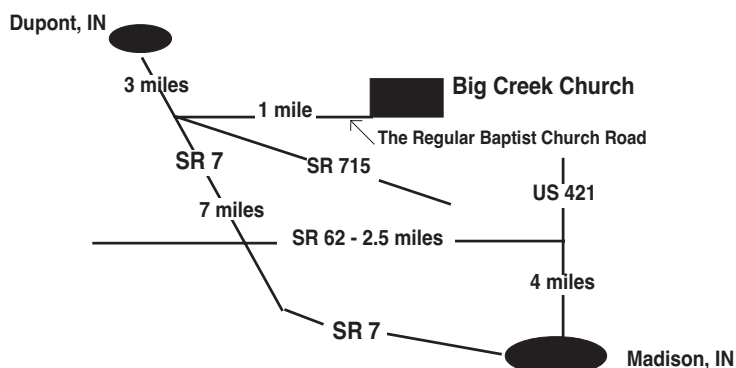 Dupont, IN
3 miles
Big Creek Church
1 mile
The Regular Baptist Church Road
SR 7
SR 715
US 421
7 miles
SR 62 - 2.5 miles
4 miles
SR 7
Madison, IN